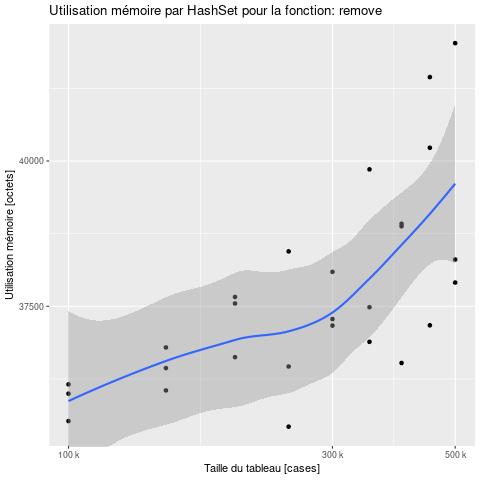 Utilisation mémoire par HashSet pour la fonction: remove
Utilisation mémoire [octets]
40000
37500
100 k
300 k
500 k
Taille du tableau [cases]